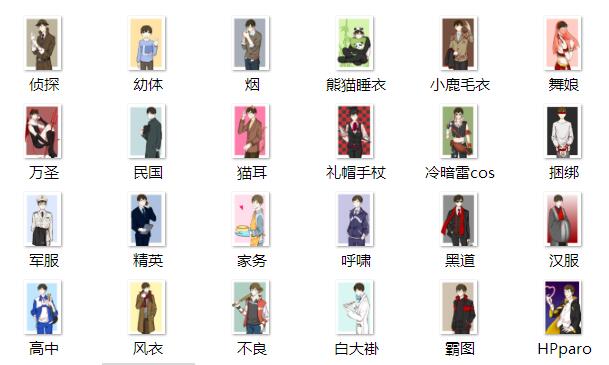 侦探 幼体 烟 熊猫睡衣 小鹿毛衣 舞娘
万圣 民国 猫耳 礼帽手杖 冷暗雷cos 捆绑
军服 精英 家务 呼啸 黑道 汉服
高中 风衣 不良 白大褂 霸图 HPparo